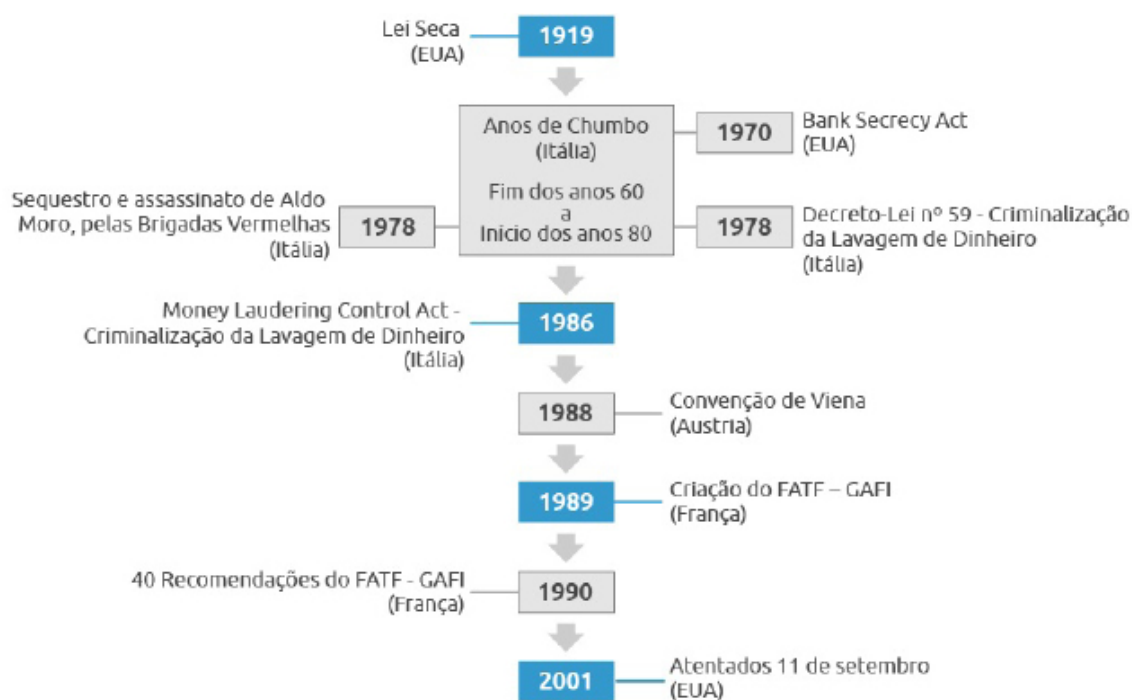 Lei Seca
(EUA)
1919
Anos de Chumbo
(Itália)
Fim dos anos 60
a
Início dos anos 80
1970
Bank Secrecy Act
(EUA)
Sequestro e assassinato de Aldo
Moro, pelas Brigadas Vermelhas
(Itália)
1978
1978
Decreto-Lei nº 59 - Criminalização
da Lavagem de Dinheiro
(Itália)
Money Laudering Control Act -
Criminalização da Lavagem de Dinheiro
(Itália)
1986
1988
Convenção de Viena
(Austria)
1989
Criação do FATF – GAFI
(França)
40 Recomendações do FATF - GAFI
(França)
1990
2001
Atentados 11 de setembro
(EUA)